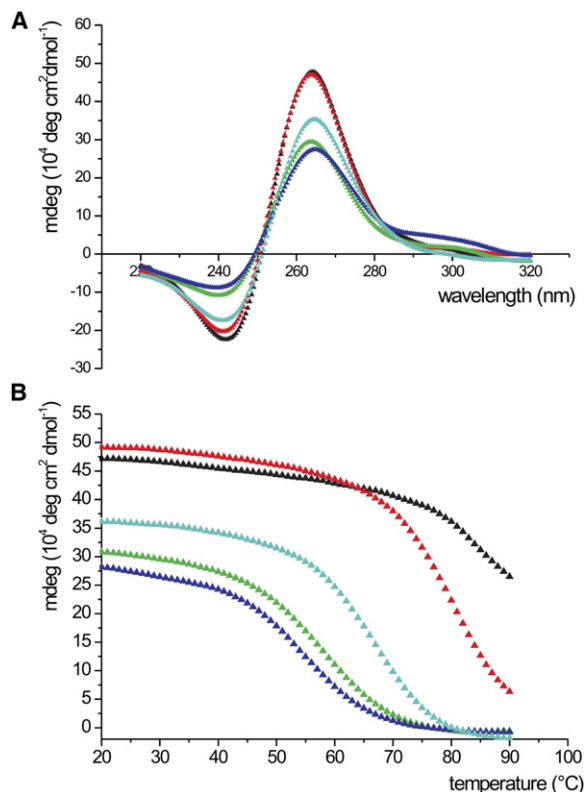 A
mdeg (10⁴ deg cm²dmol⁻¹)
60
50
40
30
20
10
0
-10
-20
-30
22 240 260 280 300 320
wavelength (nm)
B
mdeg (10⁴ deg cm² dmol⁻¹)
55
50
45
40
35
30
25
20
15
10
5
0
20 30 40 50 60 70 80 90 100
temperature (°C)